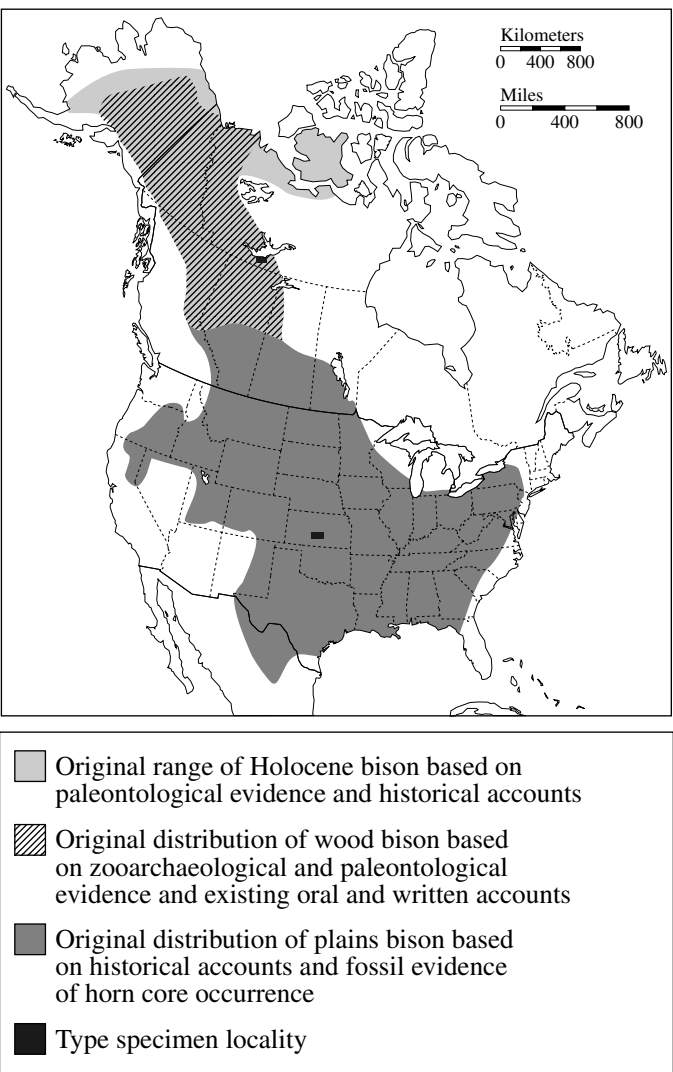 Kilometers
0 400 800
Miles
0 400 800
Original range of Holocene bison based on
paleontological evidence and historical accounts
Original distribution of wood bison based
on zooarchaeological and paleontological
evidence and existing oral and written accounts
Original distribution of plains bison based
on historical accounts and fossil evidence
of horn core occurrence
Type specimen locality